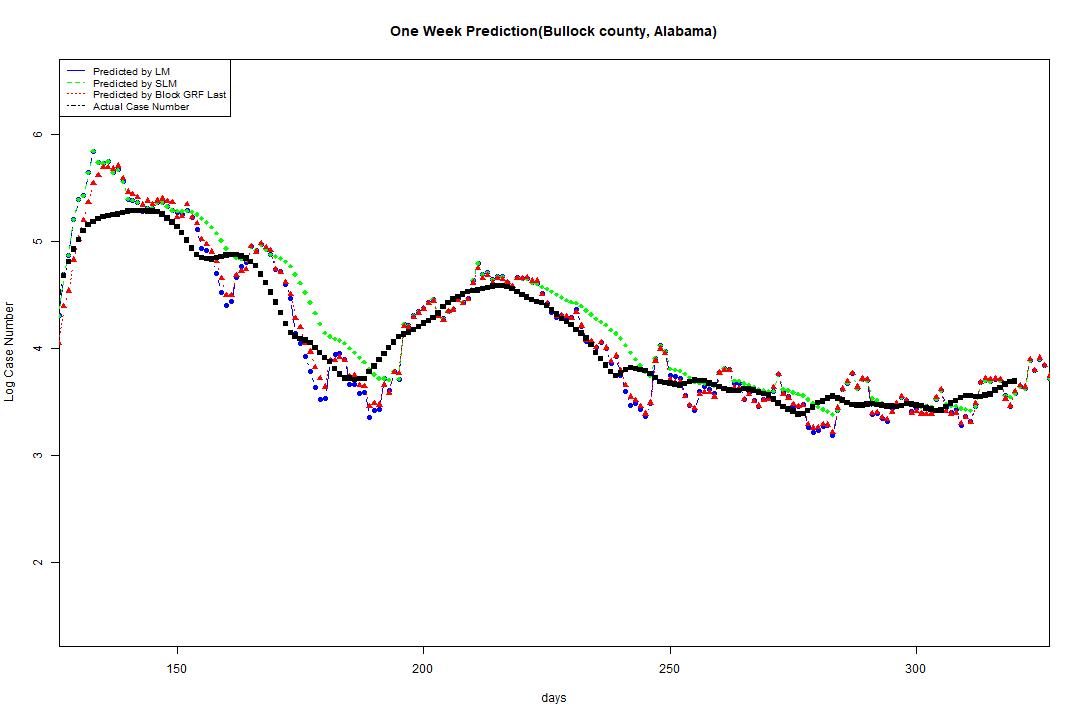 One Week Prediction(Bullock county, Alabama)
Predicted by LM
Predicted by SLM
Predicted by Block GRF Last
Actual Case Number
Log Case Number
6
5
4
3
2
150
200
250
300
days